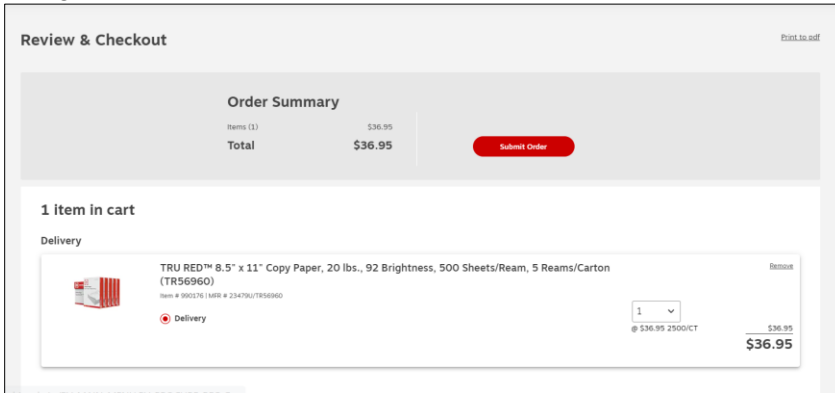 Review & Checkout
Print to pdf
Order Summary
Items (1) $36.95
Total $36.95
Submit Order
1 item in cart
Delivery
TRU RED™ 8.5" x 11" Copy Paper, 20 lbs., 92 Brightness, 500 Sheets/Ream, 5 Reams/Carton
(TR56960)
Remove
Item # 990176 | MFR # 23479U/TR56960
Delivery
1
@ $36.95 2500/CT
$36.95
$36.95